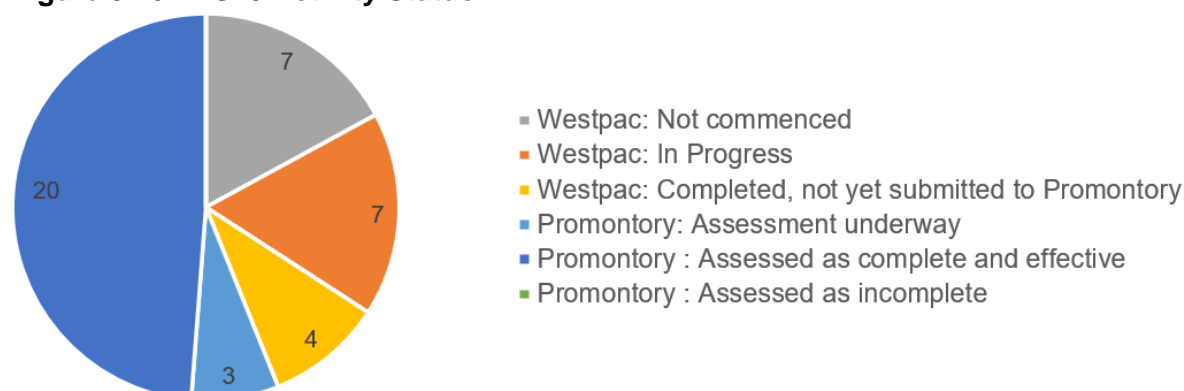 7
20
7
4
3
Westpac: Not commenced
Westpac: In Progress
Westpac: Completed, not yet submitted to Promontory
Promontory: Assessment underway
Promontory : Assessed as complete and effective
Promontory : Assessed as incomplete